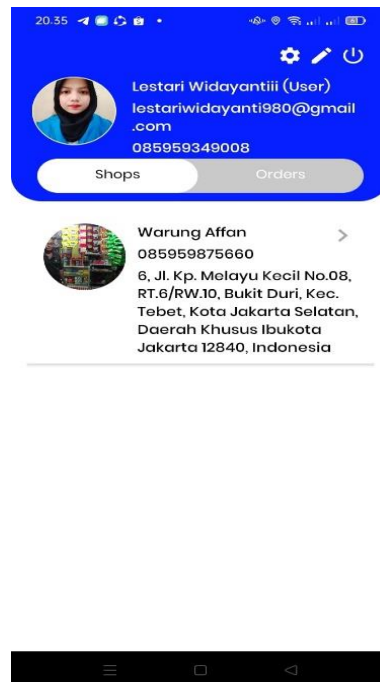 20.35
Lestari Widayantiii (User)
lestariwidayanti980@gmail
.com
085959349008
Shops Orders
Warung Affan
085959875660
6, Jl. Kp. Melayu Kecil No.08,
RT.6/RW.10, Bukit Duri, Kec.
Tebet, Kota Jakarta Selatan,
Daerah Khusus Ibukota
Jakarta 12840, Indonesia